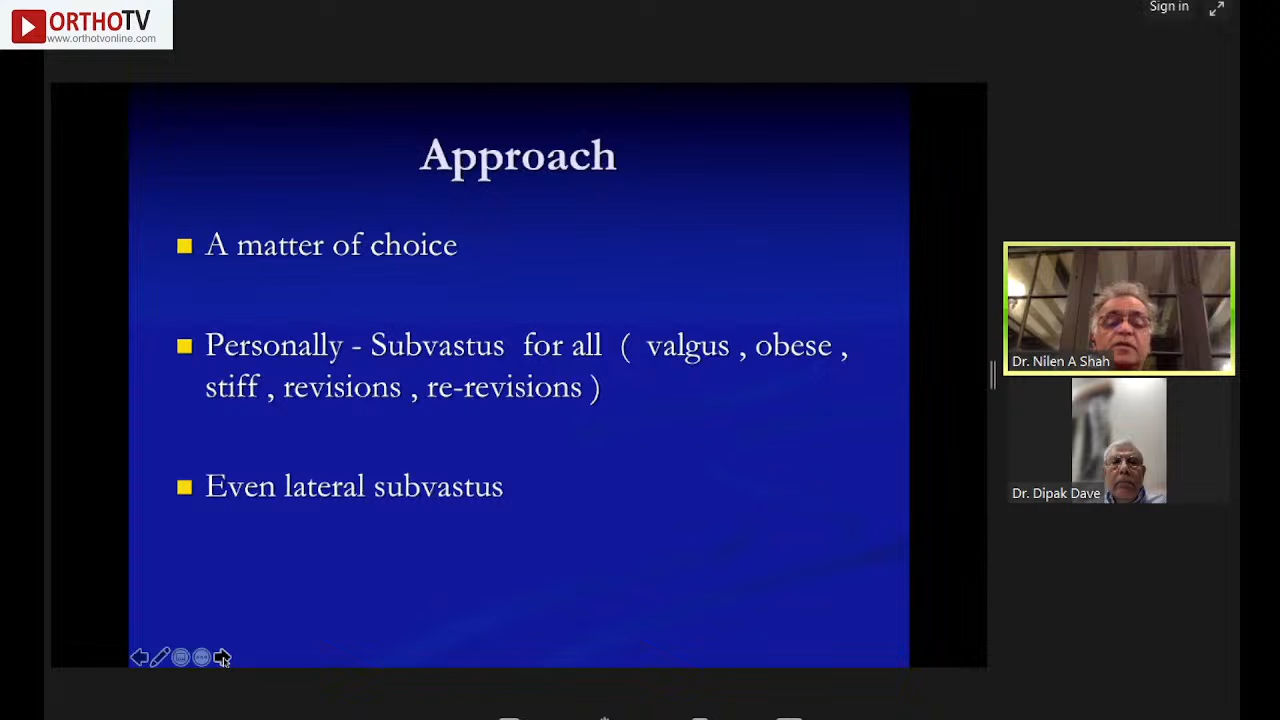 ORTHOTV
www.orthotvonline.com
Sign in
Approach
A matter of choice
Personally - Subvastus for all ( valgus , obese ,
stiff , revisions , re-revisions )
Even lateral subvastus
Dr. Nilen A Shah
Dr. Dipak Dave